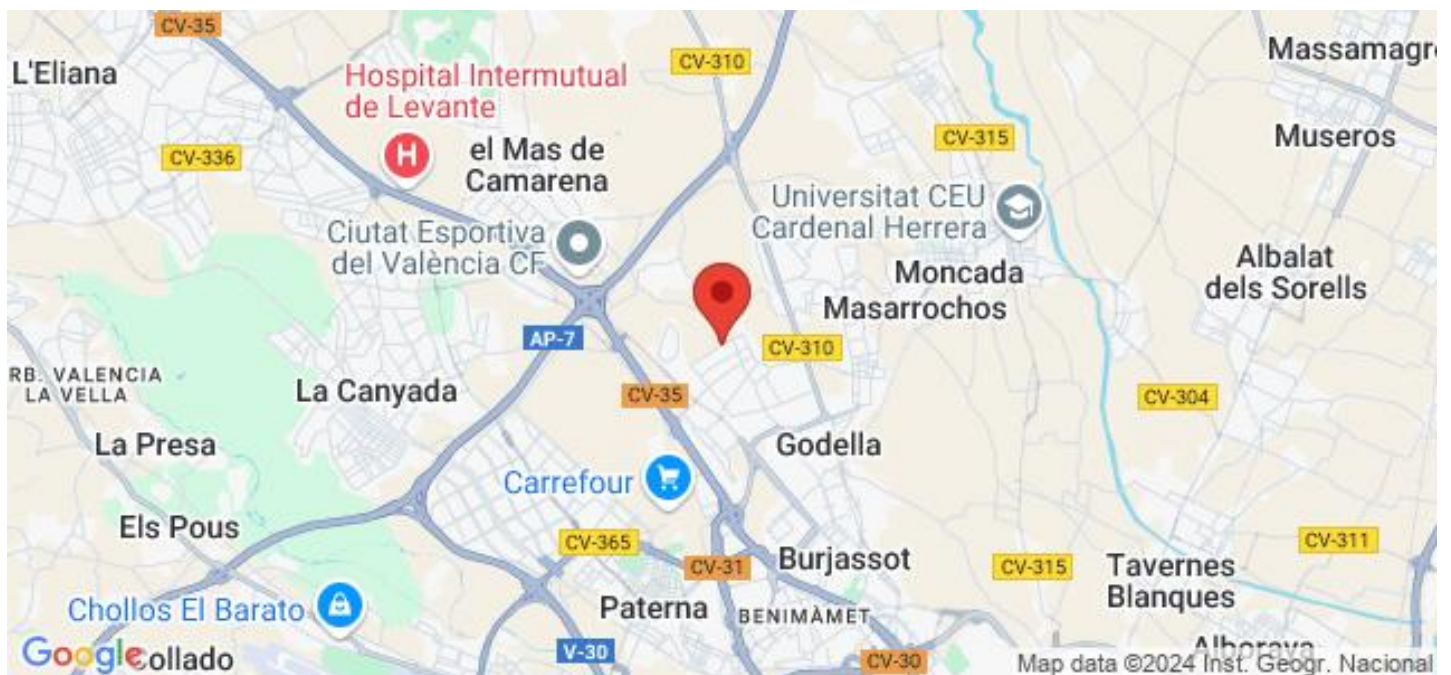 CV-35
L'Eliana
Hospital Intermutual
de Levante
CV-310
Massamagr
CV-336
el Mas de
Camarena
CV-315
Museros
Universitat CEU
Cardenal Herrera
Ciutat Esportiva
del València CF
Moncada
Albalat
dels Sorells
Masarrochos
AP-7
CV-310
RB. VALENCIA
LA VELLA
La Canyada
CV-35
CV-304
La Presa
Godella
Carrefour
Els Pous
CV-365
CV-31
Burjassot
CV-315
CV-311
Tavernes
Blanques
Chollos El Barato
Paterna
BENIMÀMET
Google
collado
V-30
CV-30
Alboraya
Map data ©2024 Inst. Geogr. Nacional